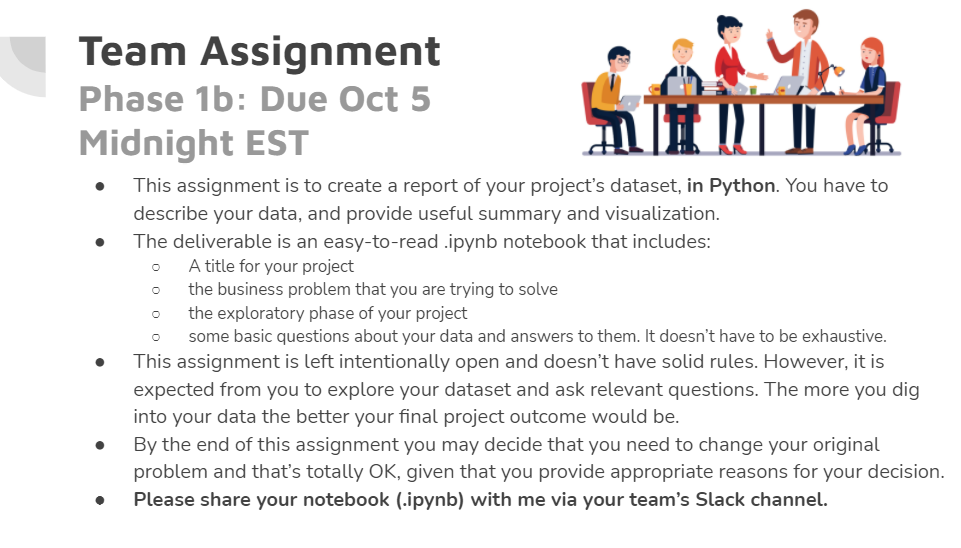 Team Assignment
Phase 1b: Due Oct 5
Midnight EST
● This assignment is to create a report of your project’s dataset, in Python. You have to
describe your data, and provide useful summary and visualization.
● The deliverable is an easy-to-read .ipynb notebook that includes:
○ A title for your project
○ the business problem that you are trying to solve
○ the exploratory phase of your project
○ some basic questions about your data and answers to them. It doesn’t have to be exhaustive.
● This assignment is left intentionally open and doesn’t have solid rules. However, it is
expected from you to explore your dataset and ask relevant questions. The more you dig
into your data the better your final project outcome would be.
● By the end of this assignment you may decide that you need to change your original
problem and that’s totally OK, given that you provide appropriate reasons for your decision.
● Please share your notebook (.ipynb) with me via your team’s Slack channel.